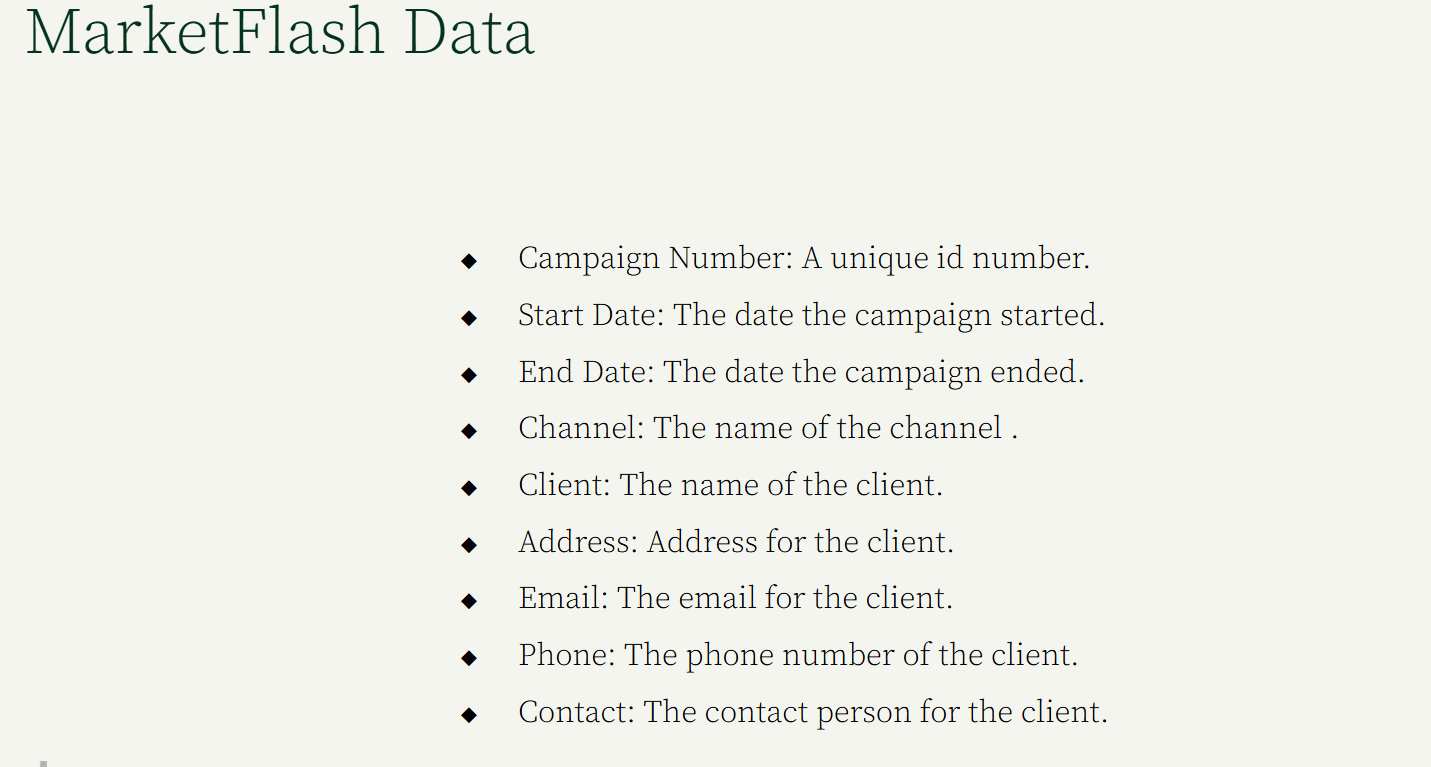 MarketFlash Data
◆ Campaign Number: A unique id number.
◆ Start Date: The date the campaign started.
◆ End Date: The date the campaign ended.
◆ Channel: The name of the channel .
◆ Client: The name of the client.
◆ Address: Address for the client.
◆ Email: The email for the client.
◆ Phone: The phone number of the client.
◆ Contact: The contact person for the client.